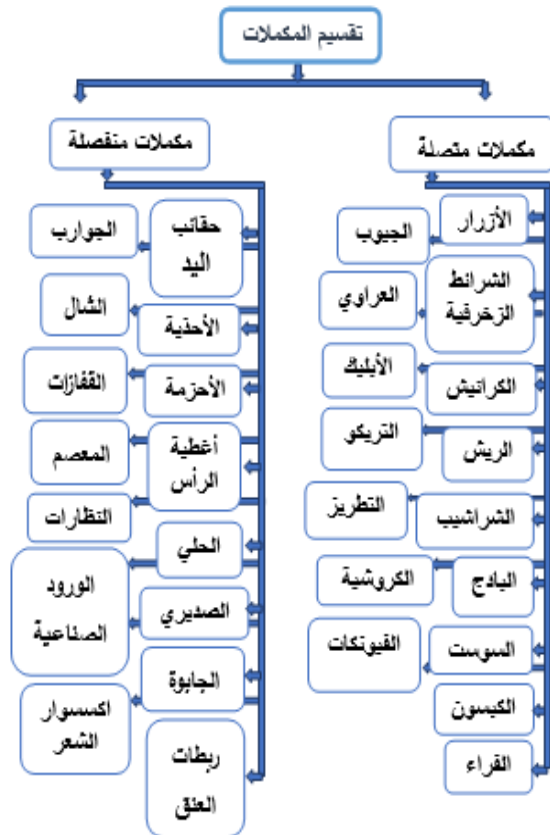 تقسيم المكملات
مكملات متصلة
الأزرار
الجيوب
الشرائط
الزخرفية
العراوي
الكرانيش
الأبليك
الريش
التريكو
الشراشيب
التطريز
البادج
الكروشية
السوست
الفيونكات
الكبسون
الفراء
مكملات منفصلة
حقائب
اليد
الجوارب
الأحذية
الشال
الأحزمة
القفازات
أغطية
الرأس
المعصم
النظارات
الحلي
الورود
الصناعية
الصديري
الجابوة
اكسسوار
الشعر
ربطات
العنق